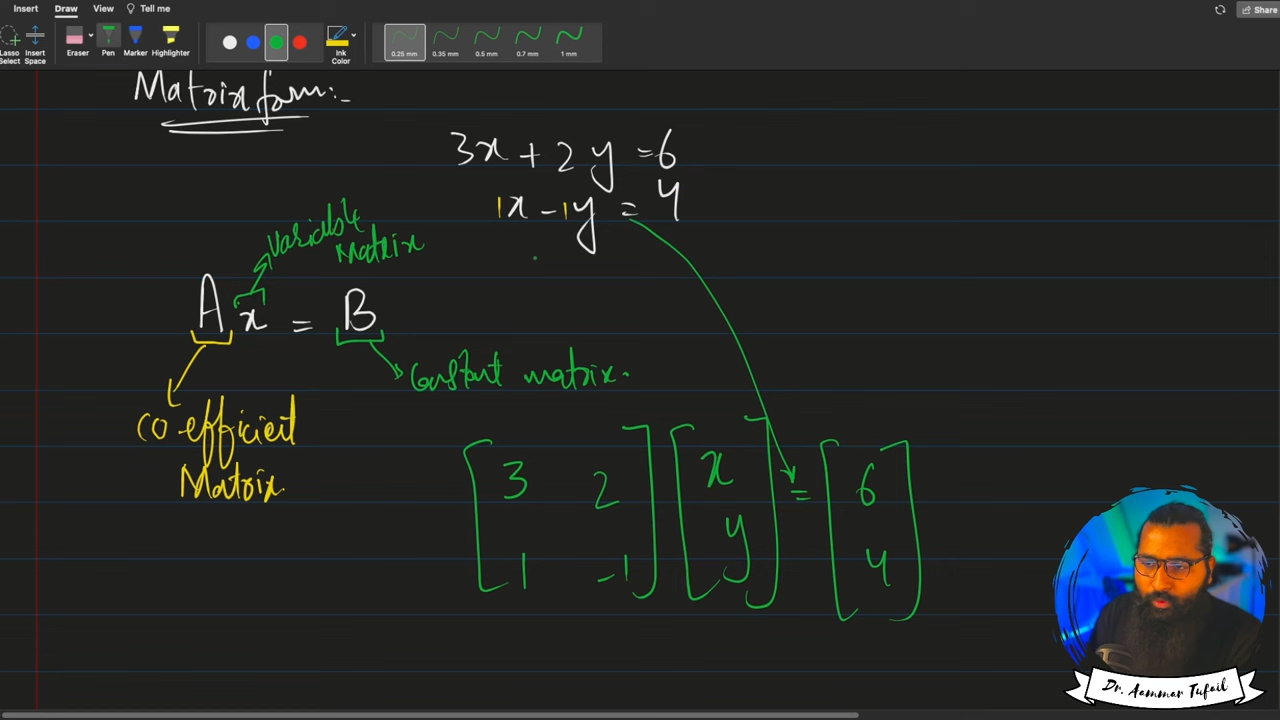 Insert Draw View Tell me
Share
Lasso Select
Insert Space
Eraser
Pen
Marker
Highlighter
Ink Color
0.25 mm
0.35 mm
0.5 mm
0.7 mm
1 mm
Matrix form:-
3x + 2y = 6
1x - 1y = 4
Variable
Matrix
A x = B
Constant matrix.
Co efficient
Matrix
[ 3 2 ] [ x ] = [ 6 ]
[ 1 -1 ] [ y ] [ 4 ]
Dr. Aammar Tufail